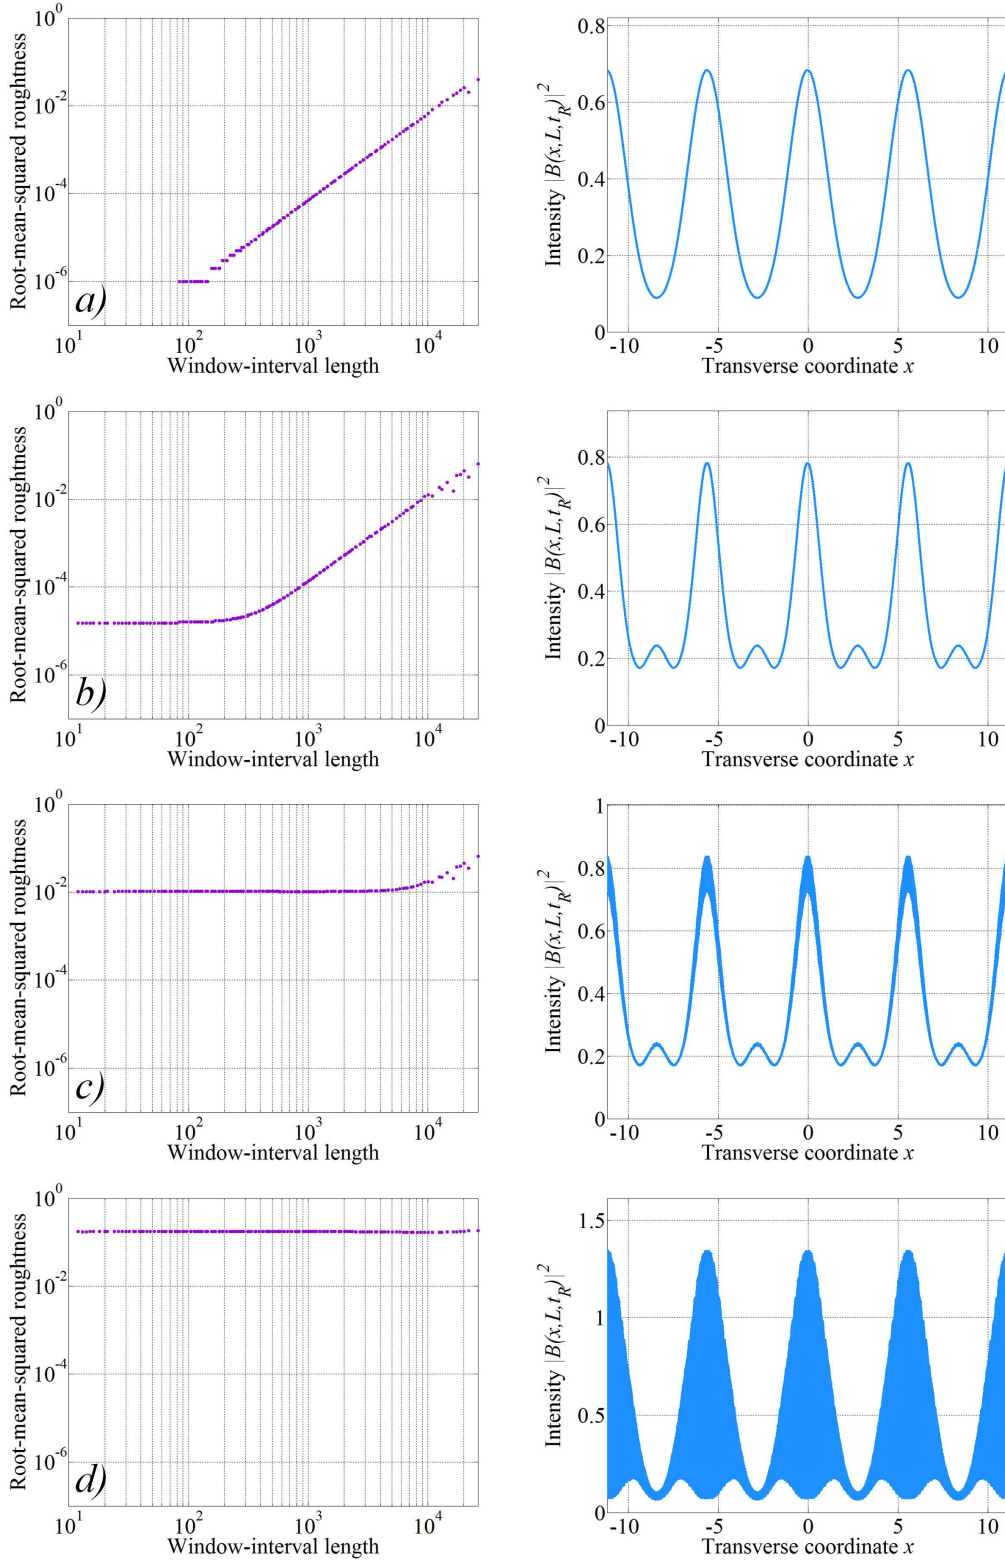 Root-mean-squared roughtness
10^0
10^-2
10^-4
10^-6
a)
10^1 10^2 10^3 10^4
Window-interval length
Intensity |B(x,L,t_R)|^2
0.8
0.6
0.4
0.2
0
-10 -5 0 5 10
Transverse coordinate x
Root-mean-squared roughness
10^0
10^-2
10^-4
10^-6
b)
10^1 10^2 10^3 10^4
Window-interval length
Intensity |B(x,L,t_R)|^2
0.8
0.6
0.4
0.2
0
-10 -5 0 5 10
Transverse coordinate x
Root-mean-squared roughness
10^0
10^-2
10^-4
10^-6
c)
10^1 10^2 10^3 10^4
Window-interval length
Intensity |B(x,L,t_R)|^2
1
0.8
0.6
0.4
0.2
0
-10 -5 0 5 10
Transverse coordinate x
Root-mean-squared roughness
10^0
10^-2
10^-4
10^-6
d)
10^1 10^2 10^3 10^4
Window-interval length
Intensity |B(x,L,t_R)|^2
1.5
1
0.5
0
-10 -5 0 5 10
Transverse coordinate x